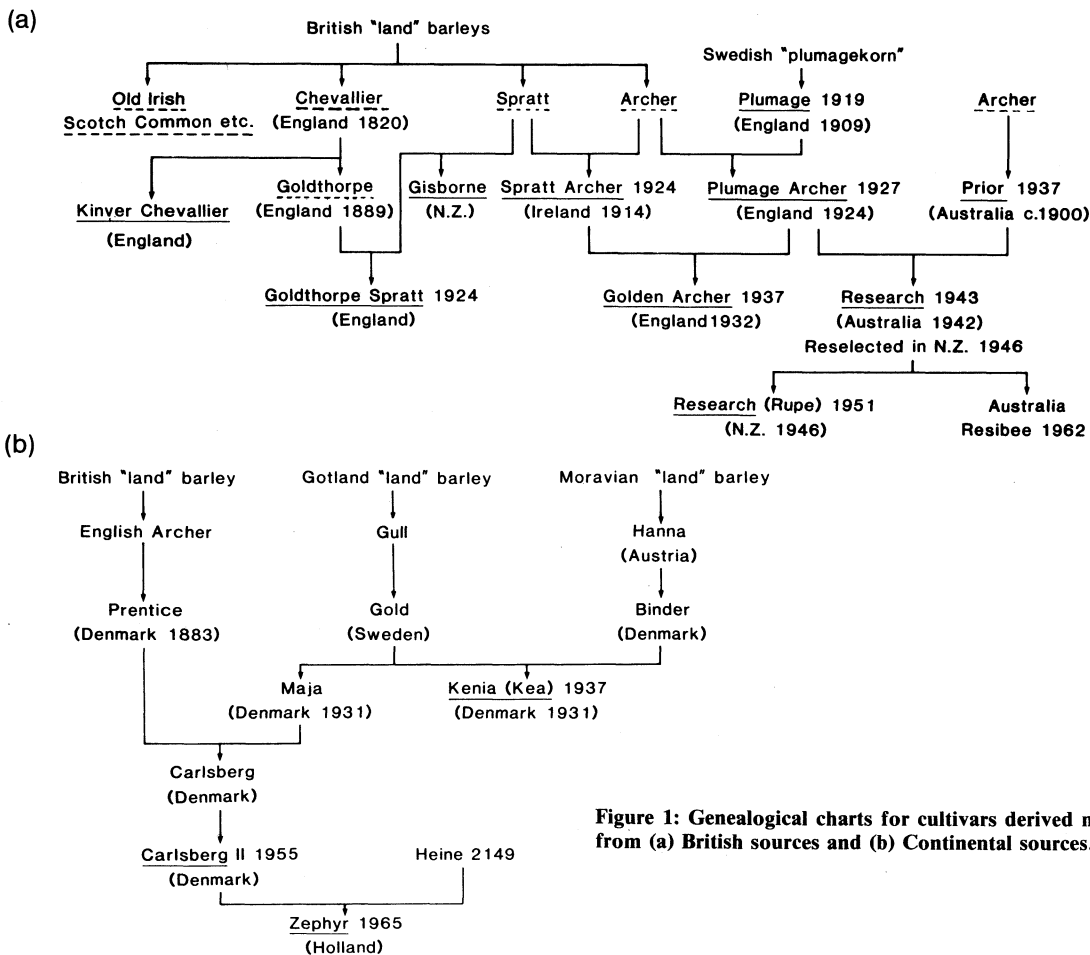 (a)
British "land" barleys
Swedish "plumagekorn"
Old Irish
Scotch Common etc.
Chevallier
(England 1820)
Spratt
Archer
Plumage 1919
(England 1909)
Archer
Kinver Chevallier
(England)
Goldthorpe
(England 1889)
Gisborne
(N.Z.)
Spratt Archer 1924
(Ireland 1914)
Plumage Archer 1927
(England 1924)
Prior 1937
(Australia c.1900)
Goldthorpe Spratt 1924
(England)
Golden Archer 1937
(England 1932)
Research 1943
(Australia 1942)
Reselected in N.Z. 1946
Research (Rupe) 1951
(N.Z. 1946)
Australia
Resibee 1962
(b)
British "land" barley
Gotland "land" barley
Moravian "land" barley
English Archer
Gull
Hanna
(Austria)
Prentice
(Denmark 1883)
Gold
(Sweden)
Binder
(Denmark)
Maja
(Denmark 1931)
Kenia (Kea) 1937
(Denmark 1931)
Carlsberg
(Denmark)
Carlsberg II 1955
(Denmark)
Heine 2149
Zephyr 1965
(Holland)
Figure 1: Genealogical charts for cultivars derived
from (a) British sources and (b) Continental sources.